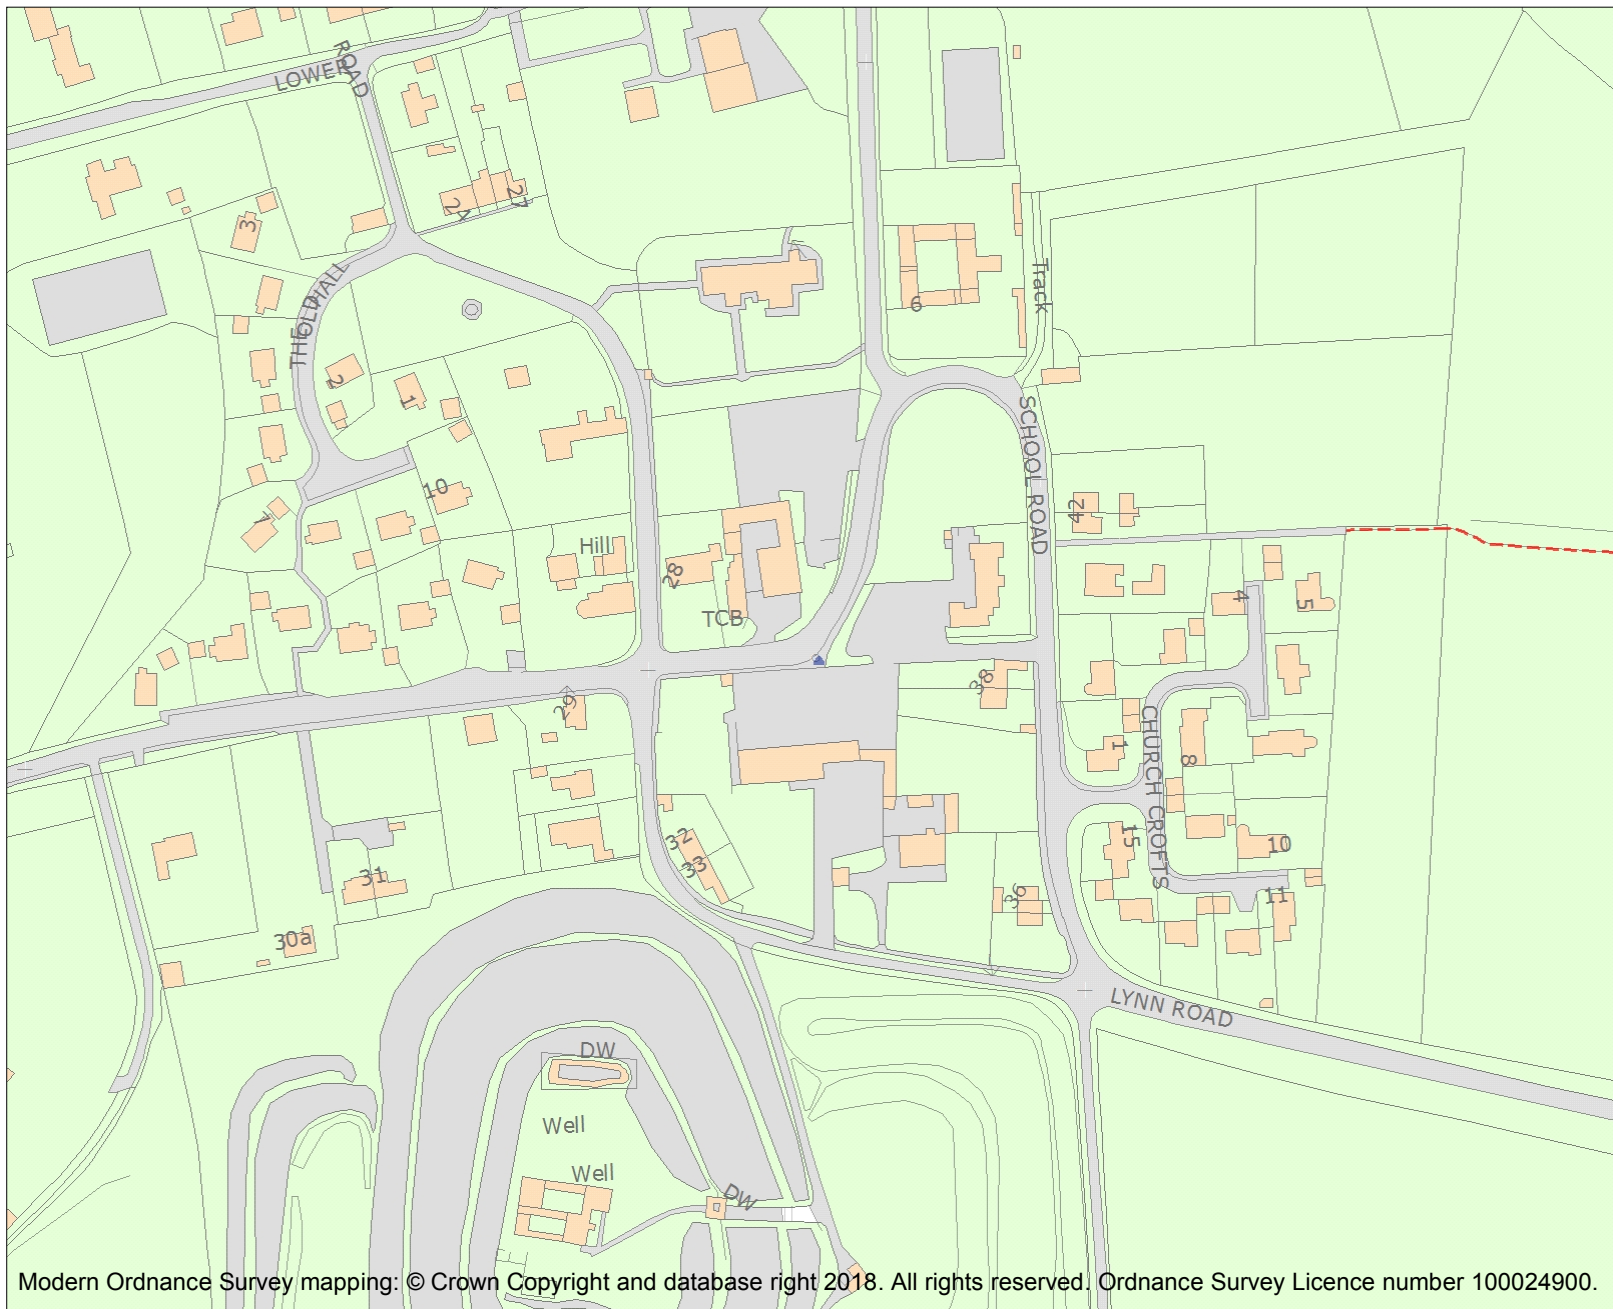 LOWER
ROAD
24
27
3
THE OLD HALL
6
Track
2
1
SCHOOL ROAD
10
7
42
Hill
28
TCB
4
5
38
29
CHURCH CROFTS
1
8
32
33
15
10
31
36
11
30a
LYNN ROAD
DW
Well
Well
DW
Modern Ordnance Survey mapping: © Crown Copyright and database right 2018. All rights reserved. Ordnance Survey Licence number 100024900.